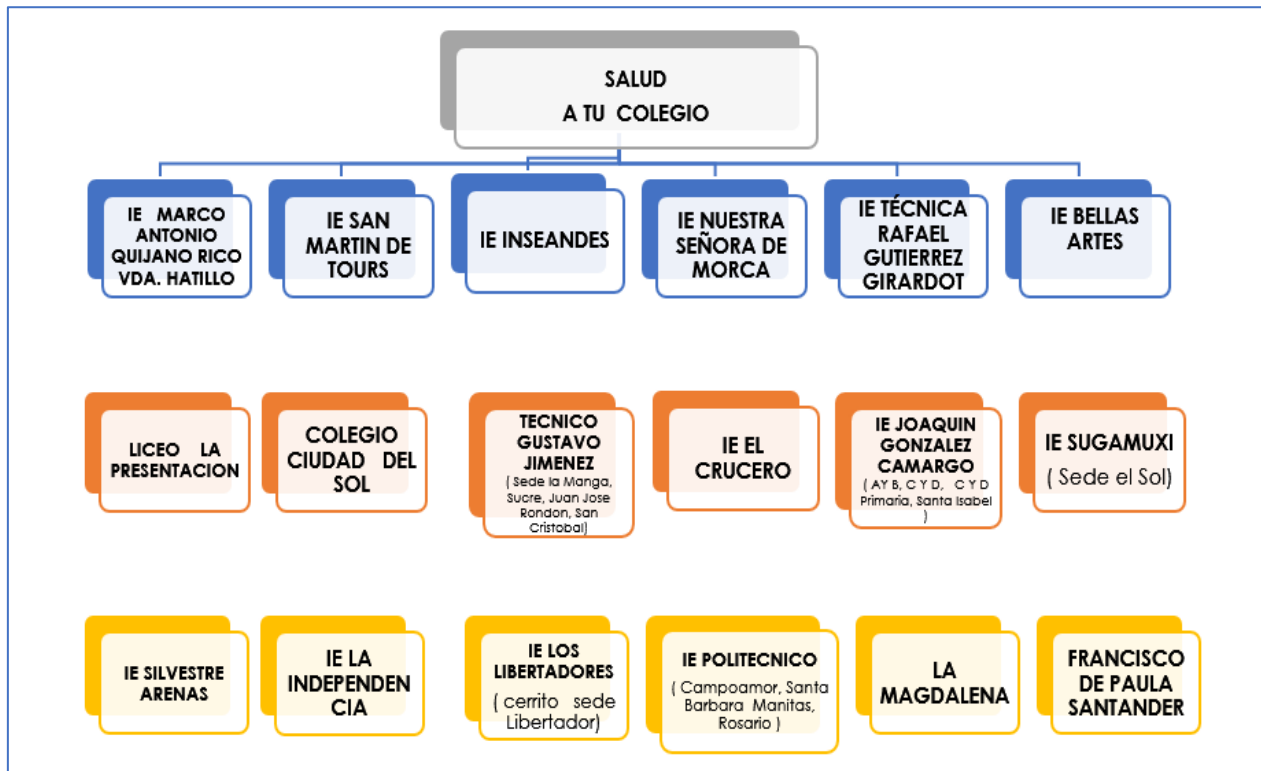 SALUD
A TU COLEGIO
IE MARCO
ANTONIO
QUIJANO RICO
VDA. HATILLO
IE SAN
MARTIN DE
TOURS
IE INSEANDES
IE NUESTRA
SEÑORA DE
MORCA
IE TÉCNICA
RAFAEL
GUTIERREZ
GIRARDOT
IE BELLAS
ARTES
LICEO LA
PRESENTACION
COLEGIO
CIUDAD DEL
SOL
TECNICO
GUSTAVO
JIMENEZ
( Sede la Manga,
Sucre, Juan Jose
Rondon, San
Cristobal)
IE EL
CRUCERO
IE JOAQUIN
GONZALEZ
CAMARGO
( AY B, C Y D, C Y D
Primaria, Santa Isabel
)
IE SUGAMUXI
( Sede el Sol)
IE SILVESTRE
ARENAS
IE LA
INDEPENDEN
CIA
IE LOS
LIBERTADORES
( cerrito sede
Libertador)
IE POLITECNICO
( Campoamor, Santa
Barbara Manitas,
Rosario )
LA
MAGDALENA
FRANCISCO
DE PAULA
SANTANDER